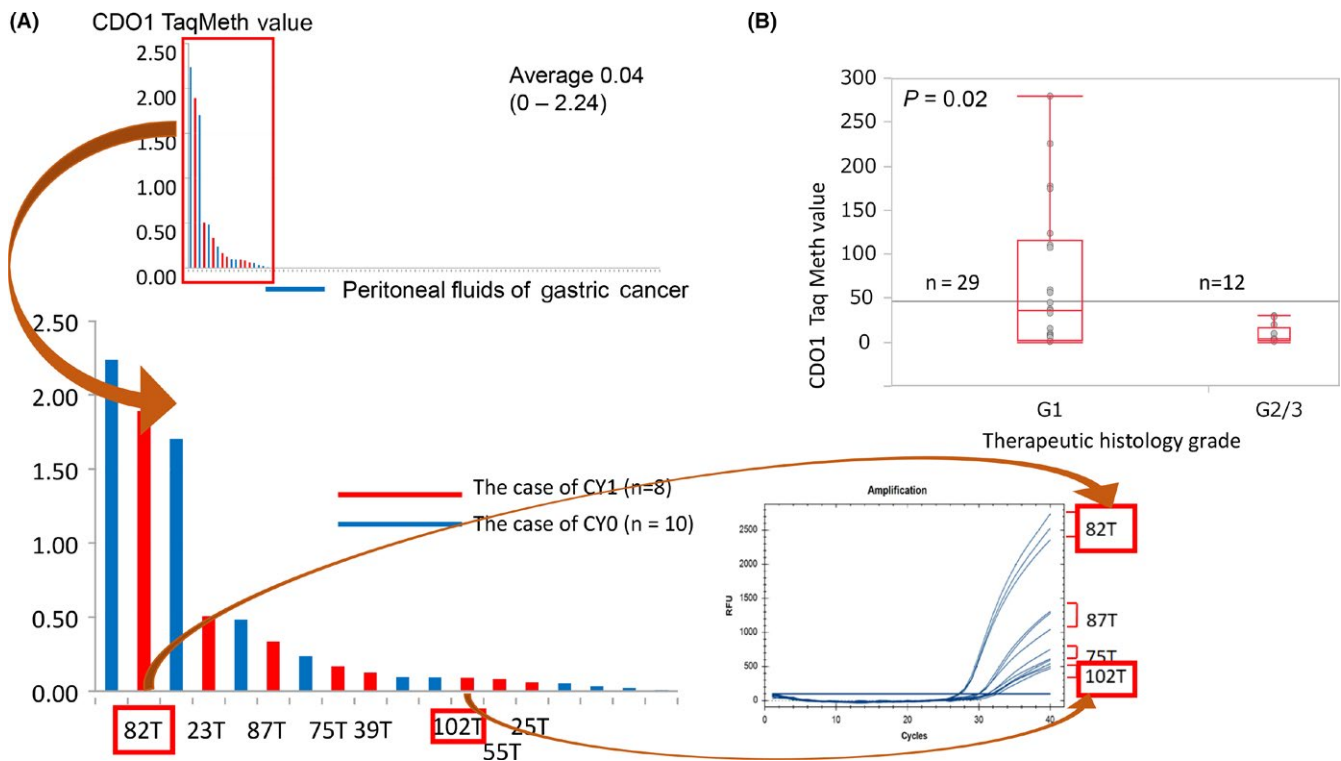 (A)
CDO1 TaqMeth value
2.50
2.00
1.50
1.00
0.50
0.00
Average 0.04
(0 – 2.24)
Peritoneal fluids of gastric cancer
2.50
2.00
1.50
1.00
0.50
0.00
The case of CY1 (n=8)
The case of CY0 (n = 10)
82T 23T 87T 75T 39T 102T 25T
55T
(B)
CDO1 Taq Meth value
300
250
200
150
100
50
0
P = 0.02
n = 29
n=12
G1 G2/3
Therapeutic histology grade
Amplification
RFU
2500
2000
1500
1000
500
0
0 10 20 30 40
Cycles
82T
87T
75T
102T